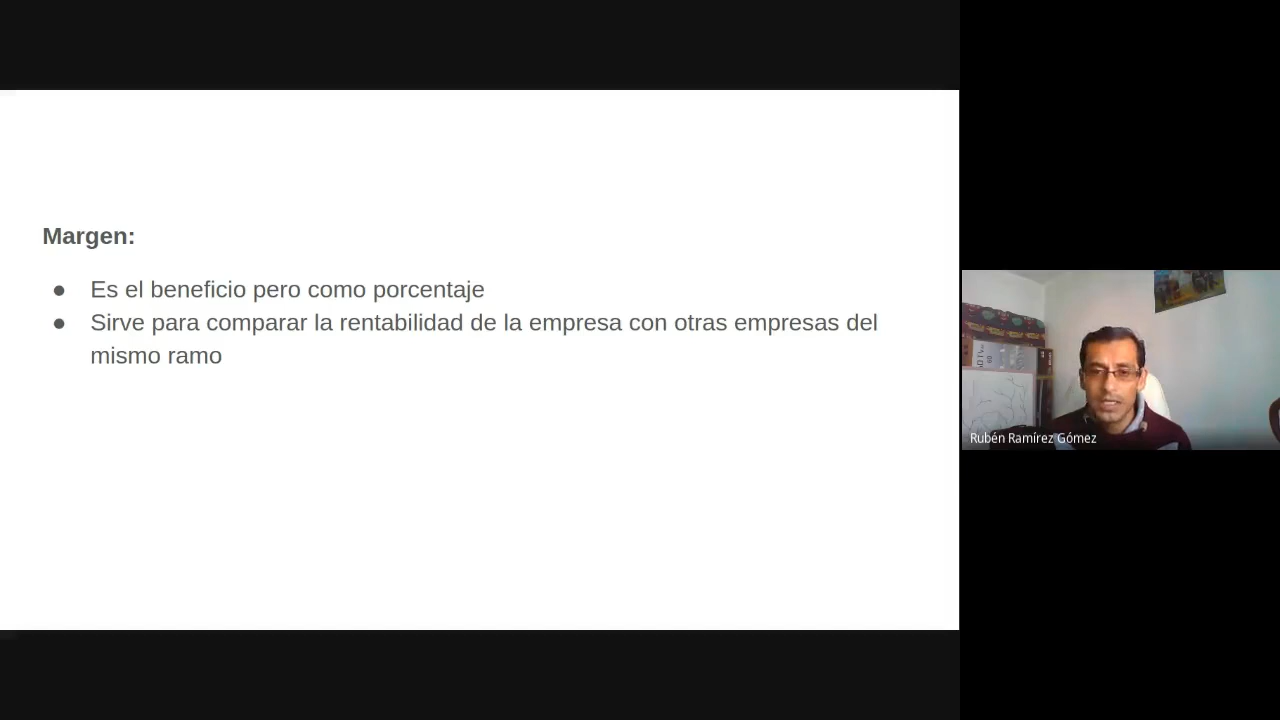 Margen:
● Es el beneficio pero como porcentaje
● Sirve para comparar la rentabilidad de la empresa con otras empresas del
mismo ramo
Rubén Ramírez Gómez